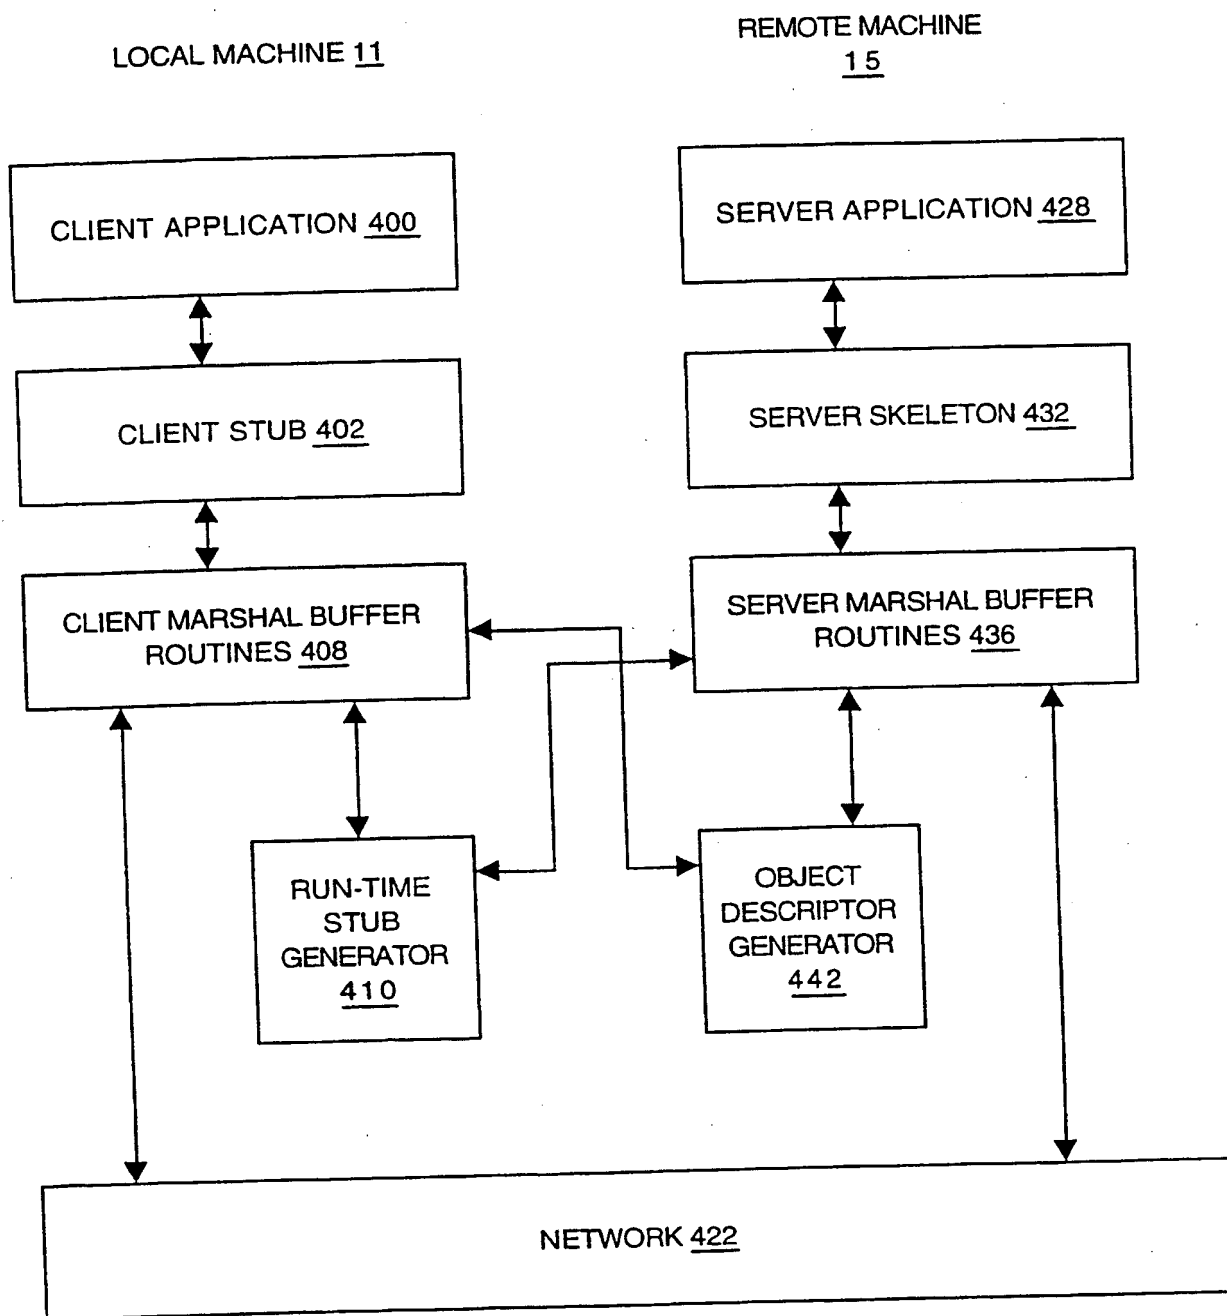 LOCAL MACHINE 11
REMOTE MACHINE
15
CLIENT APPLICATION 400
SERVER APPLICATION 428
CLIENT STUB 402
SERVER SKELETON 432
CLIENT MARSHAL BUFFER
ROUTINES 408
SERVER MARSHAL BUFFER
ROUTINES 436
RUN-TIME
STUB
GENERATOR
410
OBJECT
DESCRIPTOR
GENERATOR
442
NETWORK 422